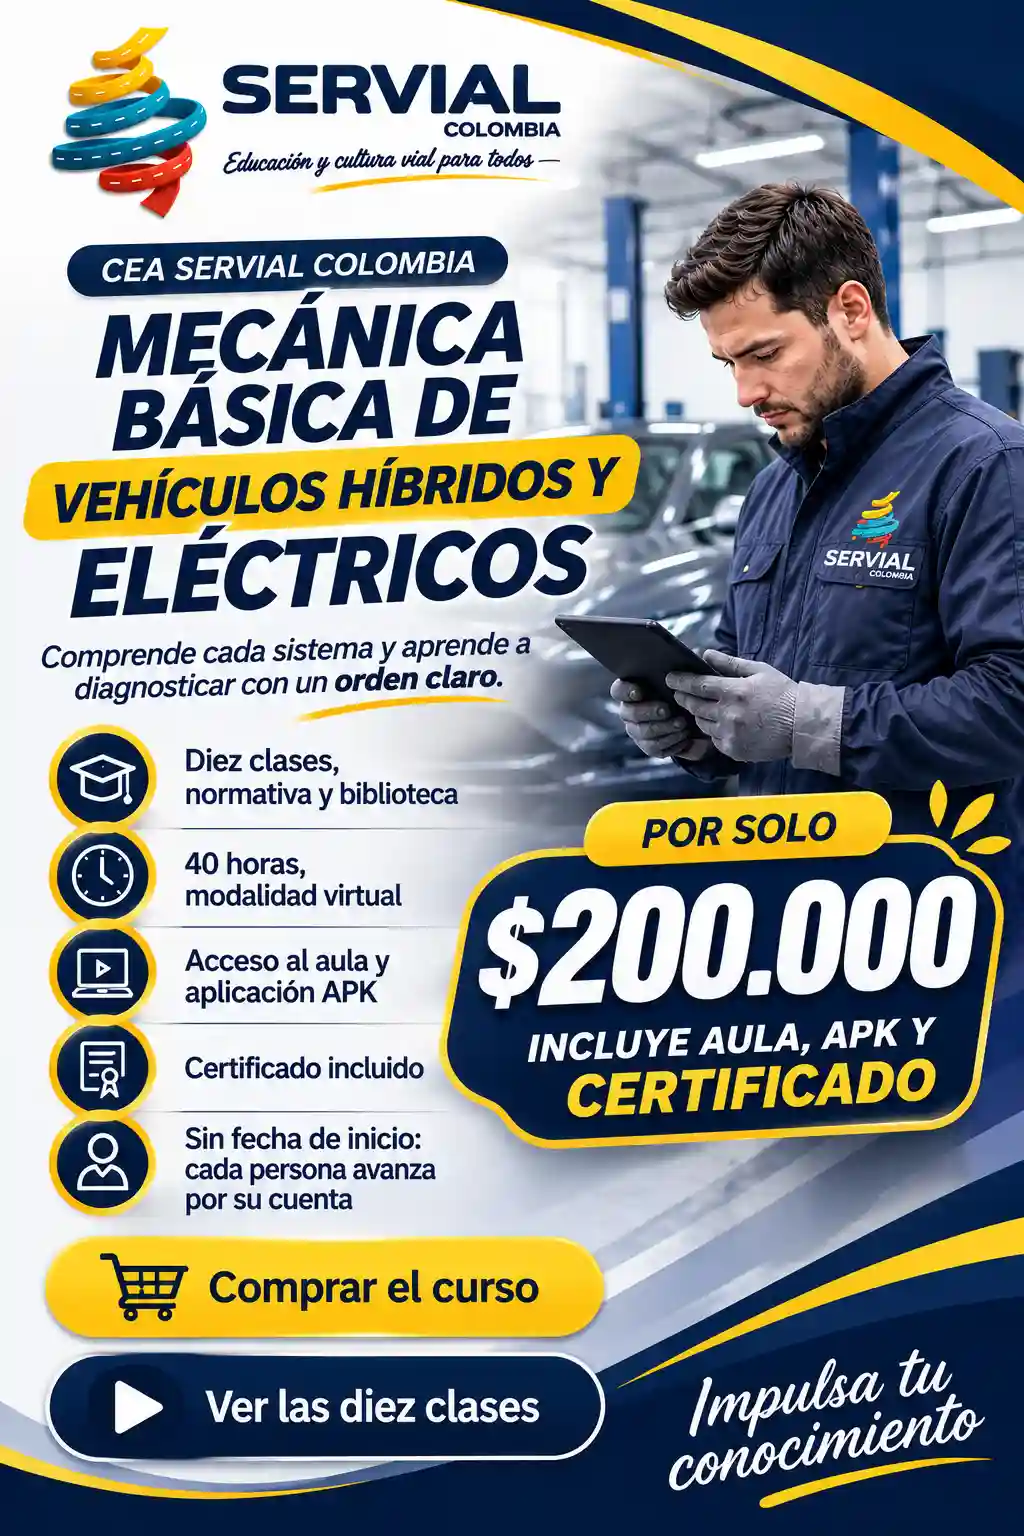 SERVIAL
COLOMBIA
Educación y cultura vial para todos
CEA SERVIAL COLOMBIA
MECÁNICA
BÁSICA DE
VEHÍCULOS HÍBRIDOS Y
ELÉCTRICOS
Comprende cada sistema y aprende a
diagnosticar con un orden claro.
SERVIAL
COLOMBIA
Diez clases,
normativa y biblioteca
40 horas,
modalidad virtual
Acceso al aula y
aplicación APK
Certificado incluido
Sin fecha de inicio:
cada persona avanza
por su cuenta
POR SOLO
$200.000
INCLUYE AULA, APK Y
CERTIFICADO
Comprar el curso
Ver las diez clases
Impulsa tu
conocimiento